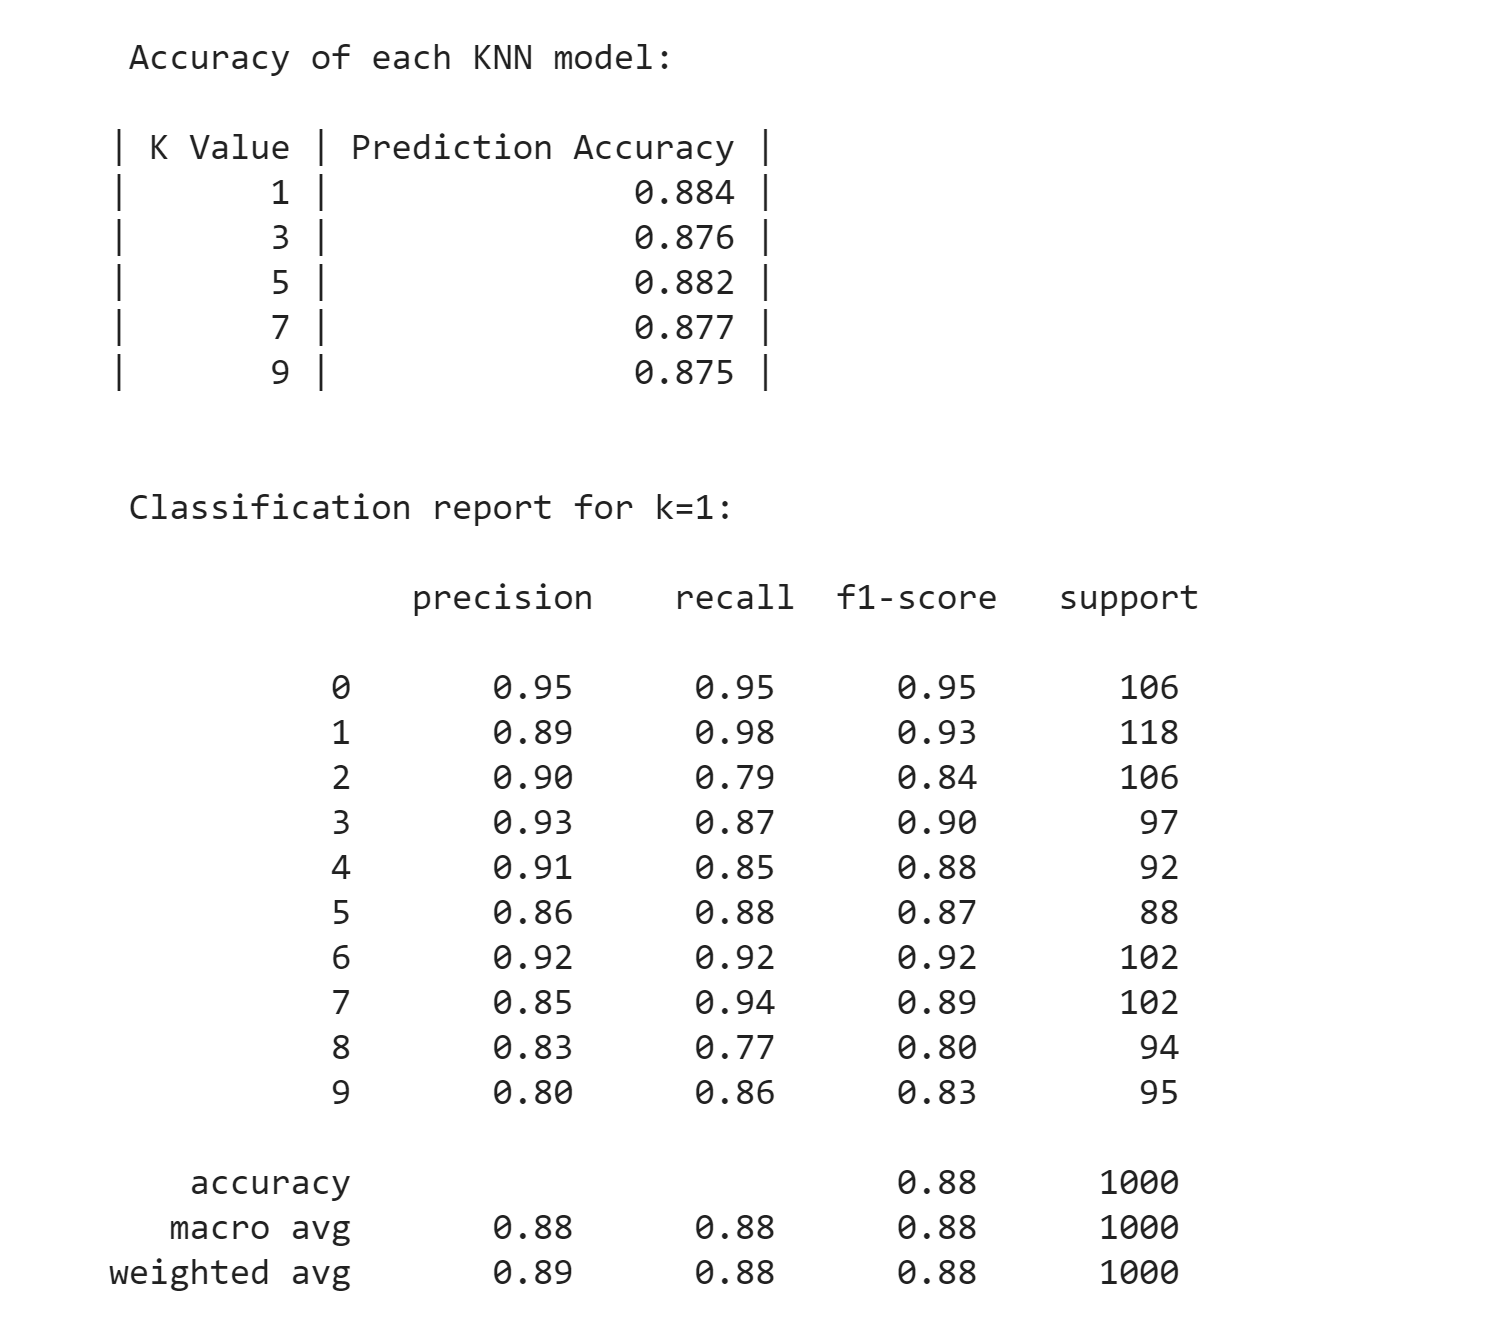 Accuracy of each KNN model:
| K Value | Prediction Accuracy |
| 1 | 0.884 |
| 3 | 0.876 |
| 5 | 0.882 |
| 7 | 0.877 |
| 9 | 0.875 |
Classification report for k=1:
precision recall f1-score support
0 0.95 0.95 0.95 106
1 0.89 0.98 0.93 118
2 0.90 0.79 0.84 106
3 0.93 0.87 0.90 97
4 0.91 0.85 0.88 92
5 0.86 0.88 0.87 88
6 0.92 0.92 0.92 102
7 0.85 0.94 0.89 102
8 0.83 0.77 0.80 94
9 0.80 0.86 0.83 95
accuracy 0.88 1000
macro avg 0.88 0.88 0.88 1000
weighted avg 0.89 0.88 0.88 1000